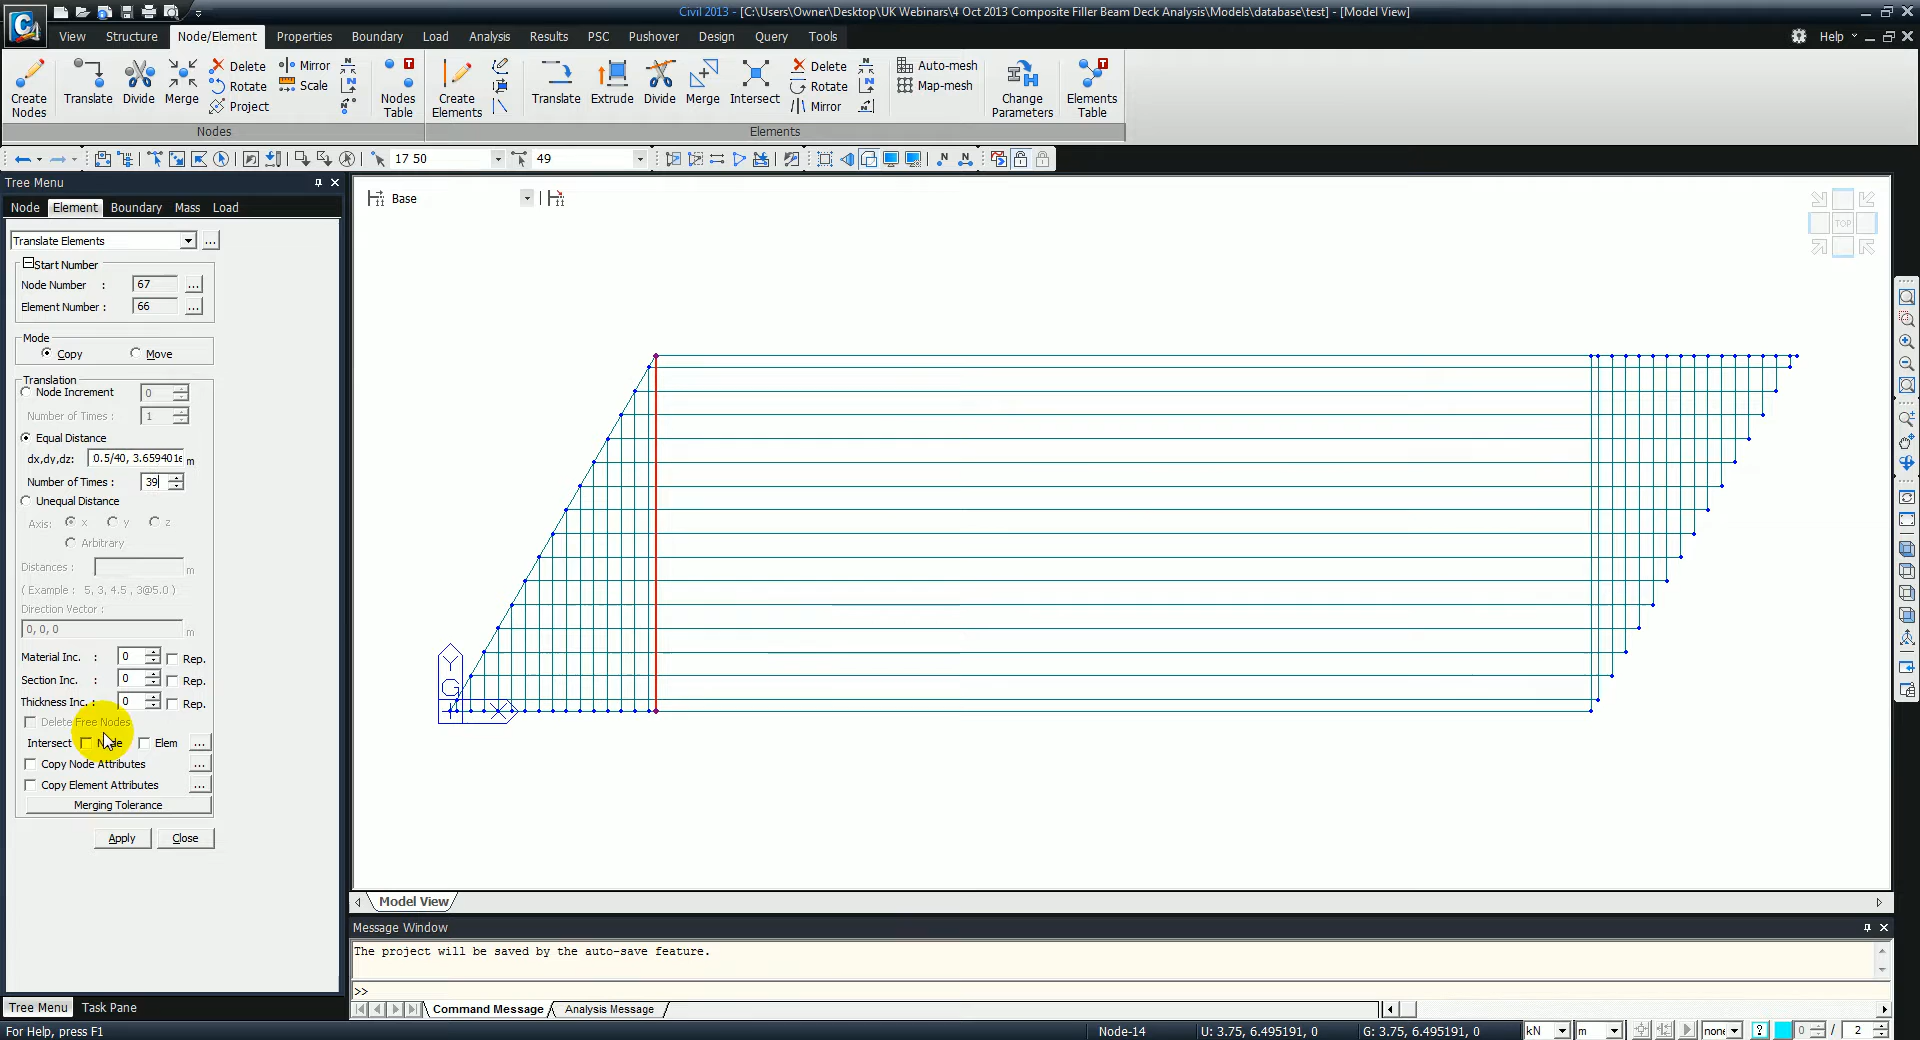 Civil 2013 - [C:\Users\Owner\Desktop\UK Webinars\4 Oct 2013 Composite Filler Beam Deck Analysis\Models\database\test] - [Model View]
View Structure Node/Element Properties Boundary Load Analysis Results PSC Pushover Design Query Tools Help
Create Nodes
Translate
Divide
Merge
Delete
Rotate
Project
Mirror
Scale
Nodes Table
Create Elements
Translate
Extrude
Divide
Merge
Intersect
Delete
Rotate
Mirror
Auto-mesh
Map-mesh
Change Parameters
Elements Table
Nodes
Elements
17 50
49
Tree Menu
Node Element Boundary Mass Load
Base
TOP
Translate Elements
...
Start Number
Node Number : 67 ...
Element Number : 66 ...
Mode
Copy Move
Translation
Node Increment 0
Number of Times : 1
Equal Distance
dx,dy,dz: 0.5/40, 3.659401e m
Number of Times : 39
Unequal Distance
Axis: x y z
Arbitrary
Distances : m
( Example : 5, 3, 4.5 , 3@5.0 )
Direction Vector :
0, 0, 0 m
Material Inc. : 0 Rep.
Section Inc. : 0 Rep.
Thickness Inc. : 0 Rep.
Delete Free Nodes
Intersect Node Elem ...
Copy Node Attributes ...
Copy Element Attributes ...
Merging Tolerance
Apply Close
Y
G
X
Model View
Message Window
The project will be saved by the auto-save feature.
>>
Command Message Analysis Message
Tree Menu Task Pane
For Help, press F1
Node-14
U: 3.75, 6.495191, 0
G: 3.75, 6.495191, 0
kN
m
none
?
0 / 2